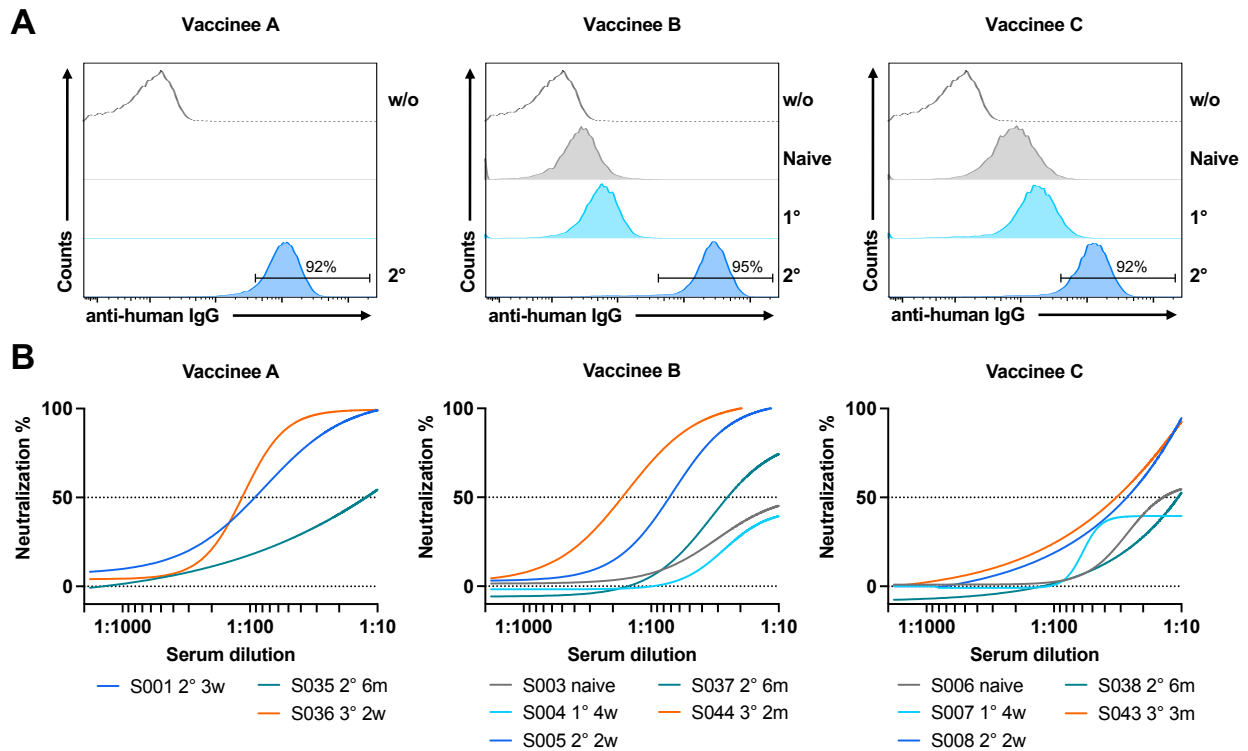 A
Vaccinee A
Vaccinee B
Vaccinee C
Counts
w/o
92%
2°
anti-human IgG
Counts
w/o
Naive
1°
95%
2°
anti-human IgG
Counts
w/o
Naive
1°
92%
2°
anti-human IgG
B
Vaccinee A
Vaccinee B
Vaccinee C
Neutralization %
100
50
0
1:1000
1:100
1:10
Serum dilution
S001 2° 3w
S035 2° 6m
S036 3° 2w
Neutralization %
100
50
0
1:1000
1:100
1:10
Serum dilution
S003 naive
S037 2° 6m
S004 1° 4w
S044 3° 2m
S005 2° 2w
Neutralization %
100
50
0
1:1000
1:100
1:10
Serum dilution
S006 naive
S038 2° 6m
S007 1° 4w
S043 3° 3m
S008 2° 2w